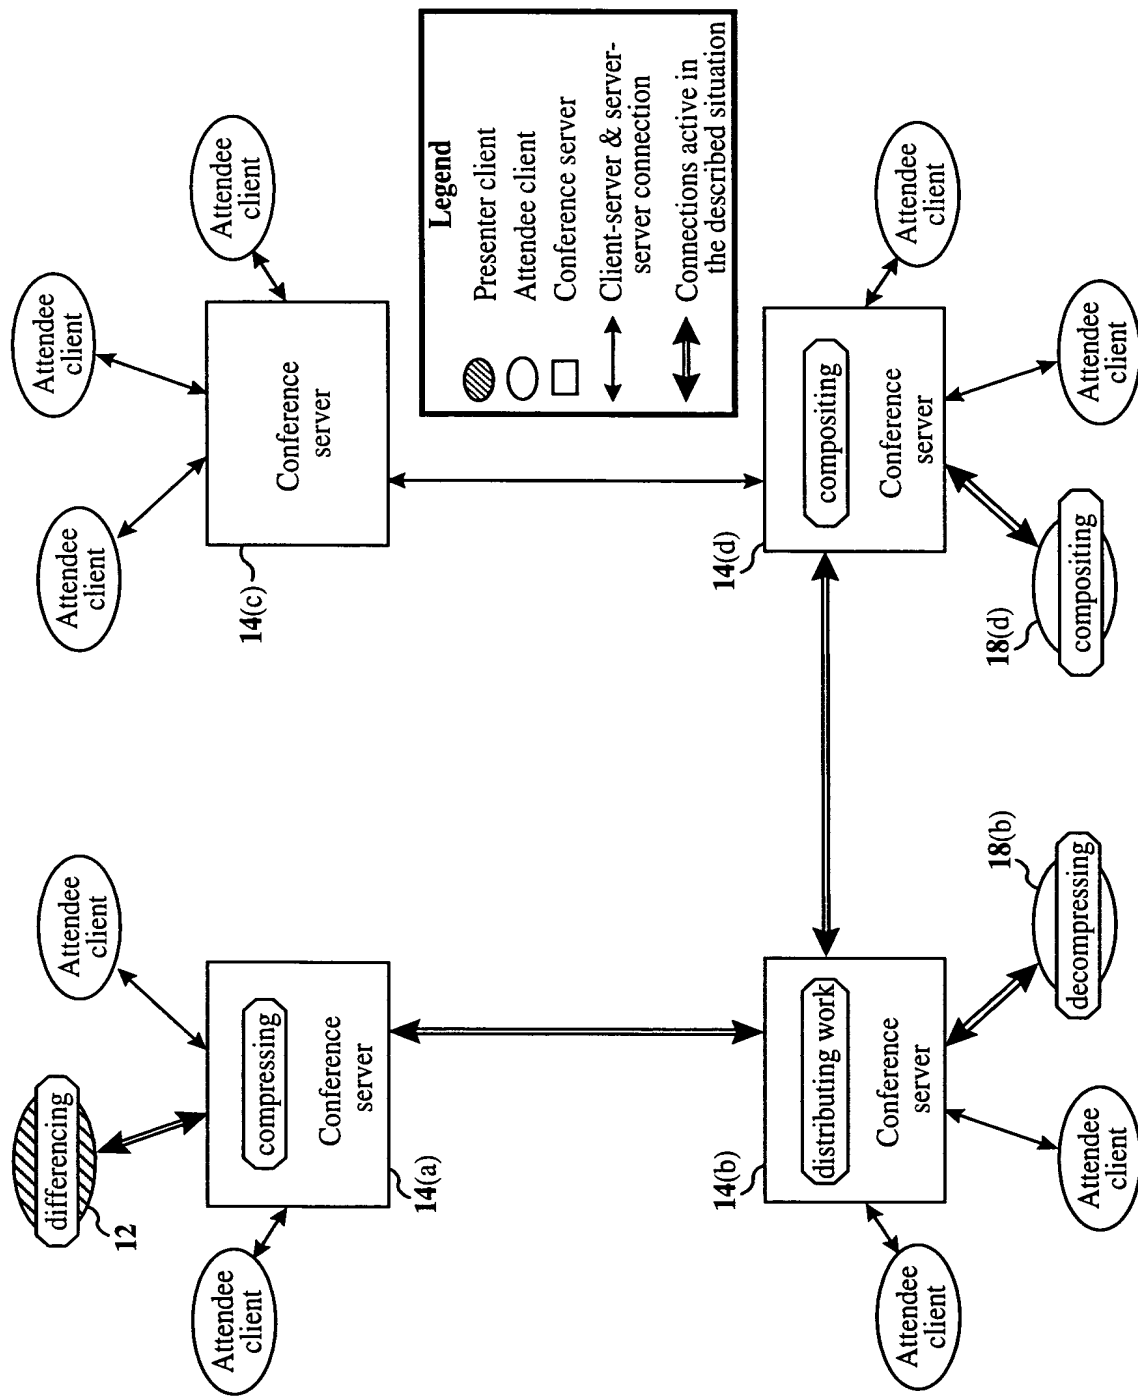 differencing
12
Attendee
client
Attendee
client
compressing
Conference
server
14(a)
Attendee
client
Attendee
client
Attendee
client
Conference
server
14(c)
Legend
Presenter client
Attendee client
Conference server
Client-server & server-
server connection
Connections active in
the described situation
14(b)
distributing work
Conference
server
Attendee
client
Attendee
client
18(b)
decompressing
14(d)
compositing
Conference
server
18(d)
compositing
Attendee
client
Attendee
client